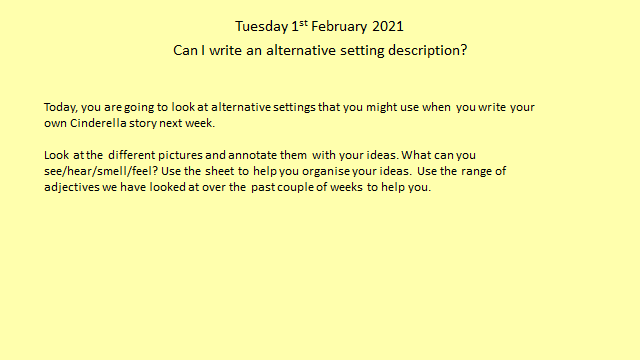 Tuesday 1st February 2021
Can I write an alternative setting description?
Today, you are going to look at alternative settings that you might use when you write your
own Cinderella story next week.
Look at the different pictures and annotate them with your ideas. What can you
see/hear/smell/feel? Use the sheet to help you organise your ideas. Use the range of
adjectives we have looked at over the past couple of weeks to help you.